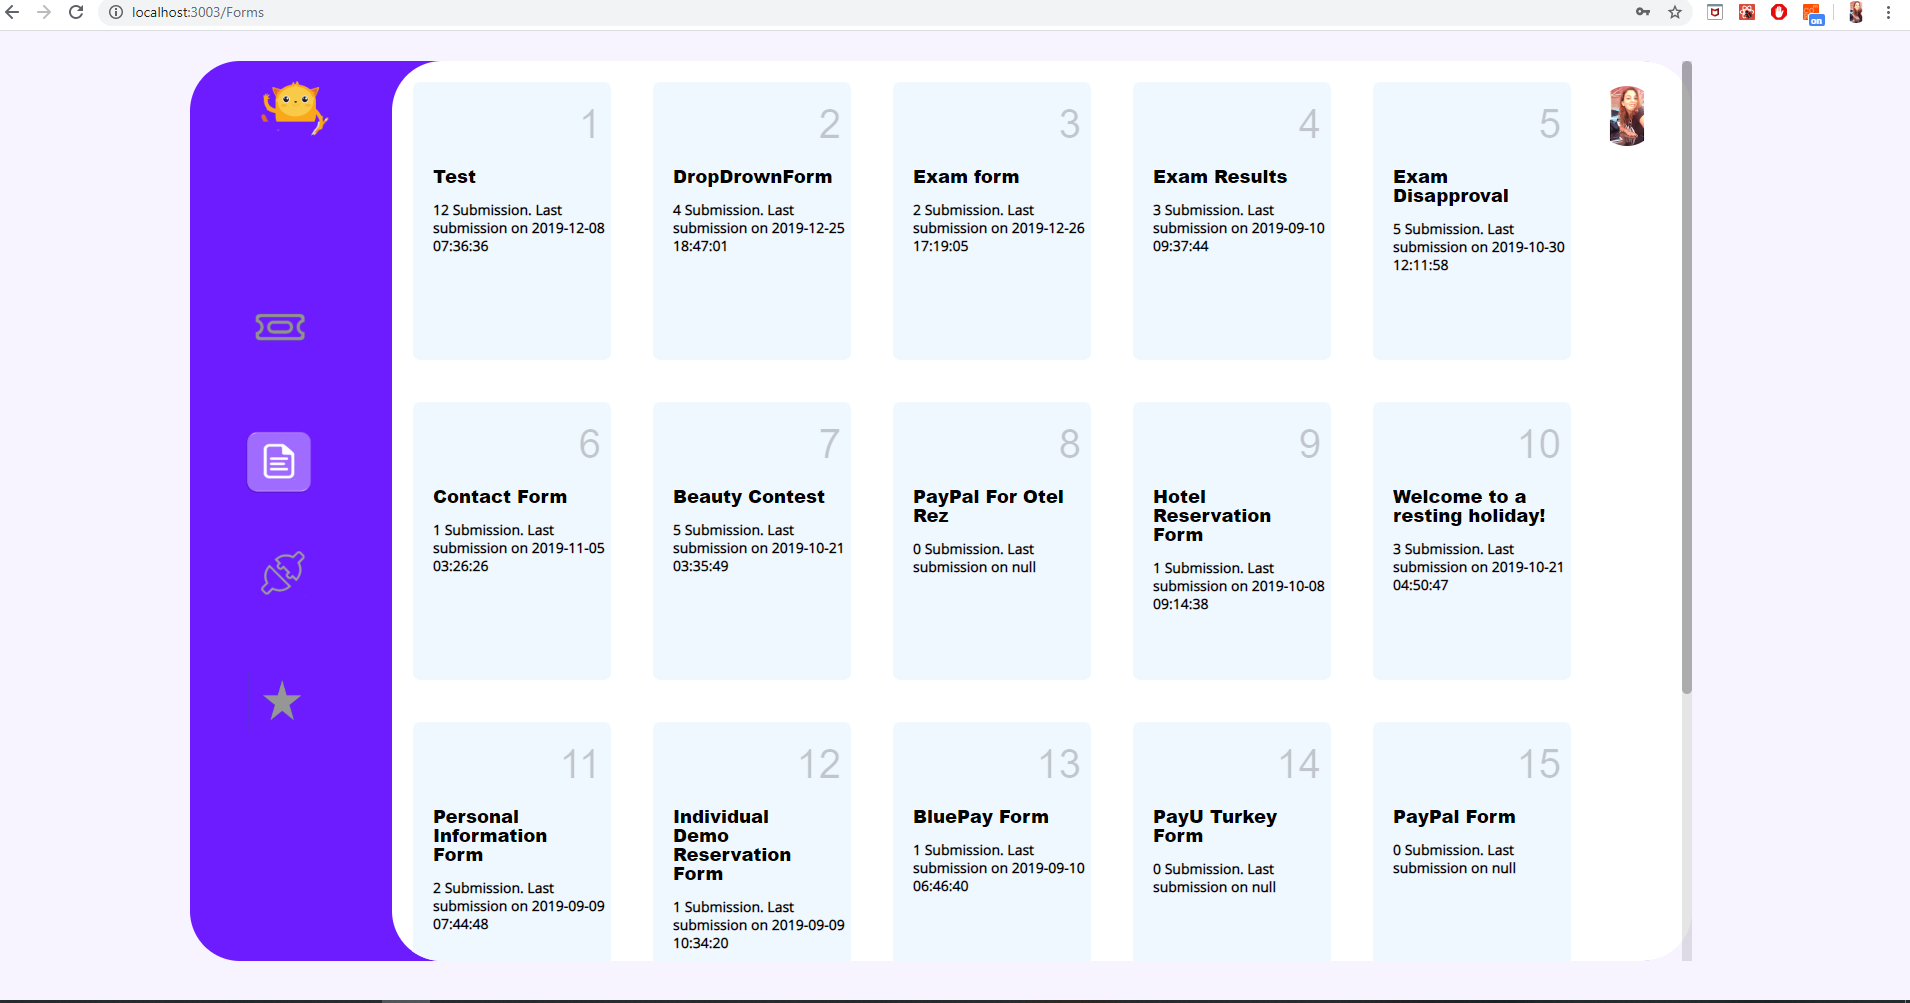 localhost:3003/Forms
on
1
Test
12 Submission. Last
submission on 2019-12-08
07:36:36
2
DropDrownForm
4 Submission. Last
submission on 2019-12-25
18:47:01
3
Exam form
2 Submission. Last
submission on 2019-12-26
17:19:05
4
Exam Results
3 Submission. Last
submission on 2019-09-10
09:37:44
5
Exam
Disapproval
5 Submission. Last
submission on 2019-10-30
12:11:58
6
Contact Form
1 Submission. Last
submission on 2019-11-05
03:26:26
7
Beauty Contest
5 Submission. Last
submission on 2019-10-21
03:35:49
8
PayPal For Otel
Rez
0 Submission. Last
submission on null
9
Hotel
Reservation
Form
1 Submission. Last
submission on 2019-10-08
09:14:38
10
Welcome to a
resting holiday!
3 Submission. Last
submission on 2019-10-21
04:50:47
11
Personal
Information
Form
2 Submission. Last
submission on 2019-09-09
07:44:48
12
Individual
Demo
Reservation
Form
1 Submission. Last
submission on 2019-09-09
10:34:20
13
BluePay Form
1 Submission. Last
submission on 2019-09-10
06:46:40
14
PayU Turkey
Form
0 Submission. Last
submission on null
15
PayPal Form
0 Submission. Last
submission on null